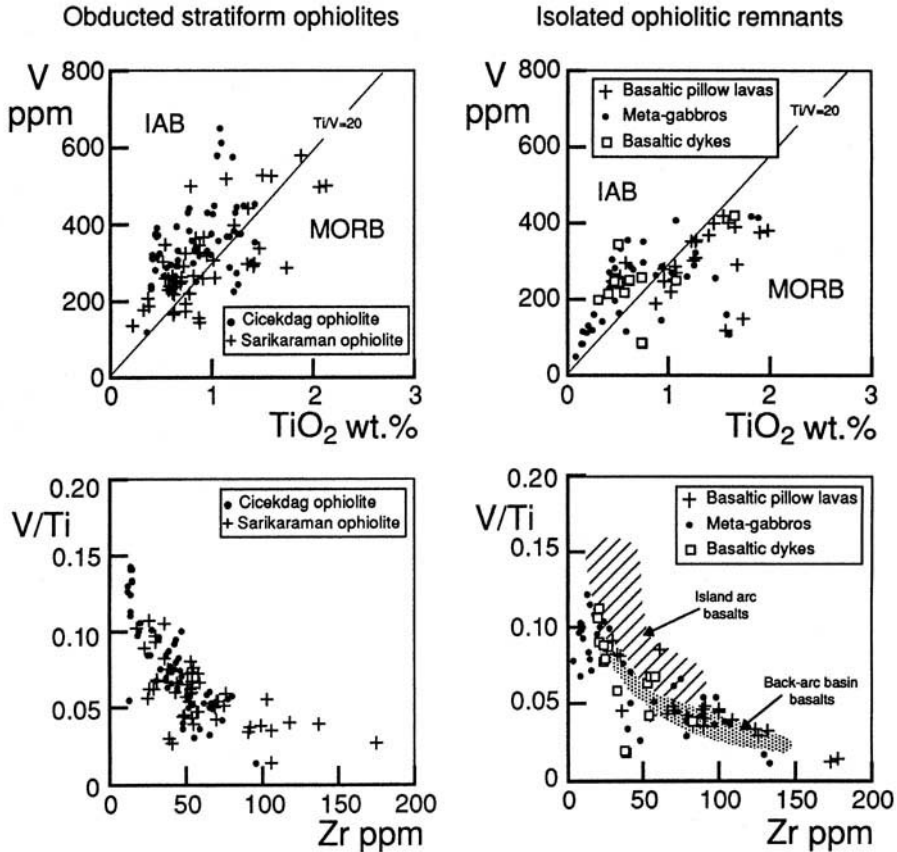 Obducted stratiform ophiolites
Isolated ophiolitic remnants
V
ppm
800
600
400
200
0
IAB
Ti/V=20
MORB
Cicekdag ophiolite
Sarikaraman ophiolite
0
1
2
3
TiO2 wt.%
V
ppm
800
600
400
200
0
Basaltic pillow lavas
Meta-gabbros
Basaltic dykes
Ti/V=20
IAB
MORB
0
1
2
3
TiO2 wt.%
V/Ti
0.20
0.15
0.10
0.05
0
Cicekdag ophiolite
Sarikaraman ophiolite
0
50
100
150
200
Zr ppm
V/Ti
0.20
0.15
0.10
0.05
0
Basaltic pillow lavas
Meta-gabbros
Basaltic dykes
Island arc
basalts
Back-arc basin
basalts
0
50
100
150
200
Zr ppm